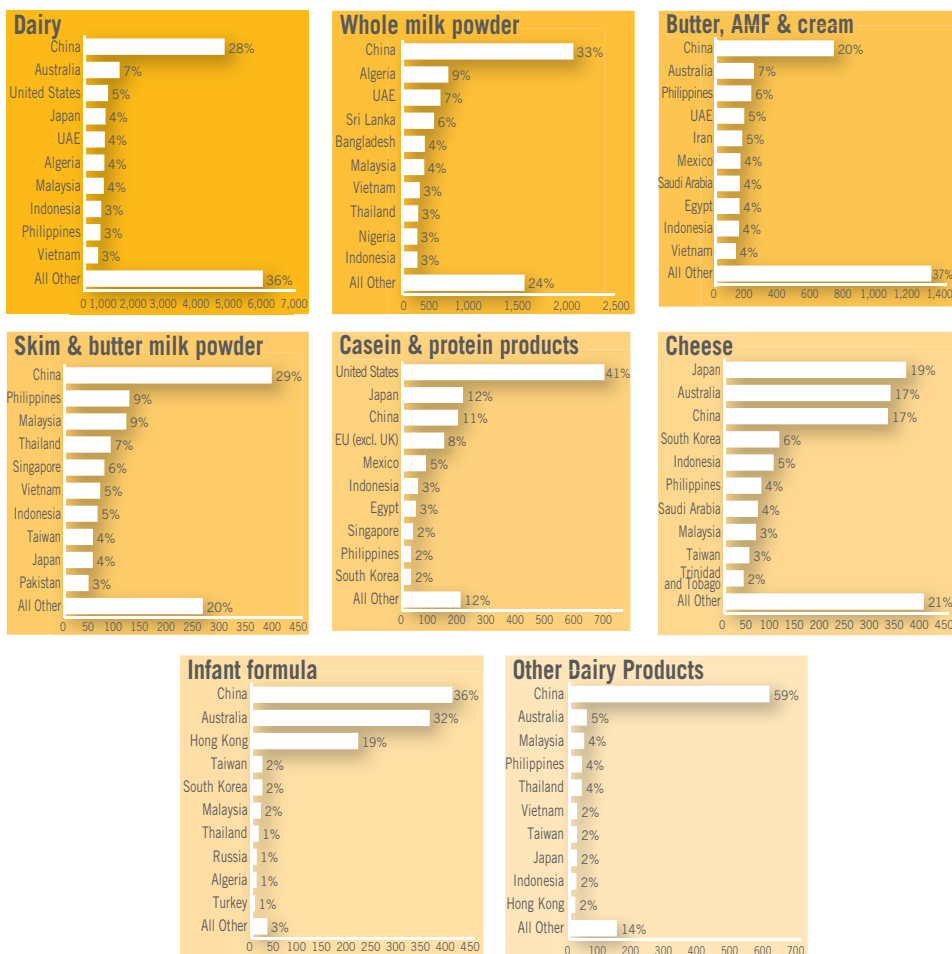 Dairy
China 28%
Australia 7%
United States 5%
Japan 4%
UAE 4%
Algeria 4%
Malaysia 4%
Indonesia 3%
Philippines 3%
Vietnam 3%
All Other 36%
0 1,000 2,000 3,000 4,000 5,000 6,000 7,000
Whole milk powder
China 33%
Algeria 9%
UAE 7%
Sri Lanka 6%
Bangladesh 4%
Malaysia 4%
Vietnam 3%
Thailand 3%
Nigeria 3%
Indonesia 3%
All Other 24%
0 500 1,000 1,500 2,000 2,500
Butter, AMF & cream
China 20%
Australia 7%
Philippines 6%
UAE 5%
Iran 5%
Mexico 4%
Saudi Arabia 4%
Egypt 4%
Indonesia 4%
Vietnam 4%
All Other 37%
0 200 400 600 800 1,000 1,200 1,400
Skim & butter milk powder
China 29%
Philippines 9%
Malaysia 9%
Thailand 7%
Singapore 6%
Vietnam 5%
Indonesia 5%
Taiwan 4%
Japan 4%
Pakistan 3%
All Other 20%
0 50 100 150 200 250 300 350 400 450
Casein & protein products
United States 41%
Japan 12%
China 11%
EU (excl. UK) 8%
Mexico 5%
Indonesia 3%
Egypt 3%
Singapore 2%
Philippines 2%
South Korea 2%
All Other 12%
0 100 200 300 400 500 600 700
Cheese
Japan 19%
Australia 17%
China 17%
South Korea 6%
Indonesia 5%
Philippines 4%
Saudi Arabia 4%
Malaysia 3%
Taiwan 3%
Trinidad
and Tobago 2%
All Other 21%
0 50 100 150 200 250 300 350 400 450
Infant formula
China 36%
Australia 32%
Hong Kong 19%
Taiwan 2%
South Korea 2%
Malaysia 2%
Thailand 1%
Russia 1%
Algeria 1%
Turkey 1%
All Other 3%
0 50 100 150 200 250 300 350 400 450
Other Dairy Products
China 59%
Australia 5%
Malaysia 4%
Philippines 4%
Thailand 4%
Vietnam 2%
Taiwan 2%
Japan 2%
Indonesia 2%
Hong Kong 2%
All Other 14%
0 100 200 300 400 500 600 700